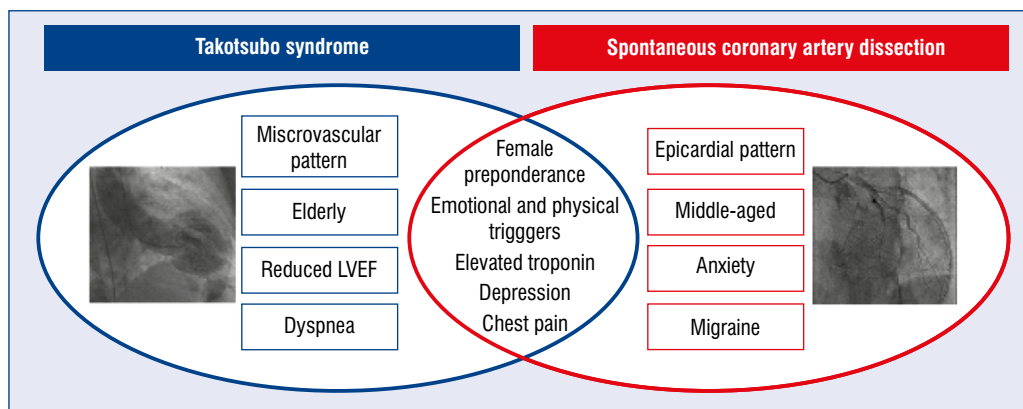 Takotsubo syndrome
Spontaneous coronary artery dissection
Miscrovascular
pattern
Elderly
Reduced LVEF
Dyspnea
Female
preponderance
Emotional and physical
trigggers
Elevated troponin
Depression
Chest pain
Epicardial pattern
Middle-aged
Anxiety
Migraine